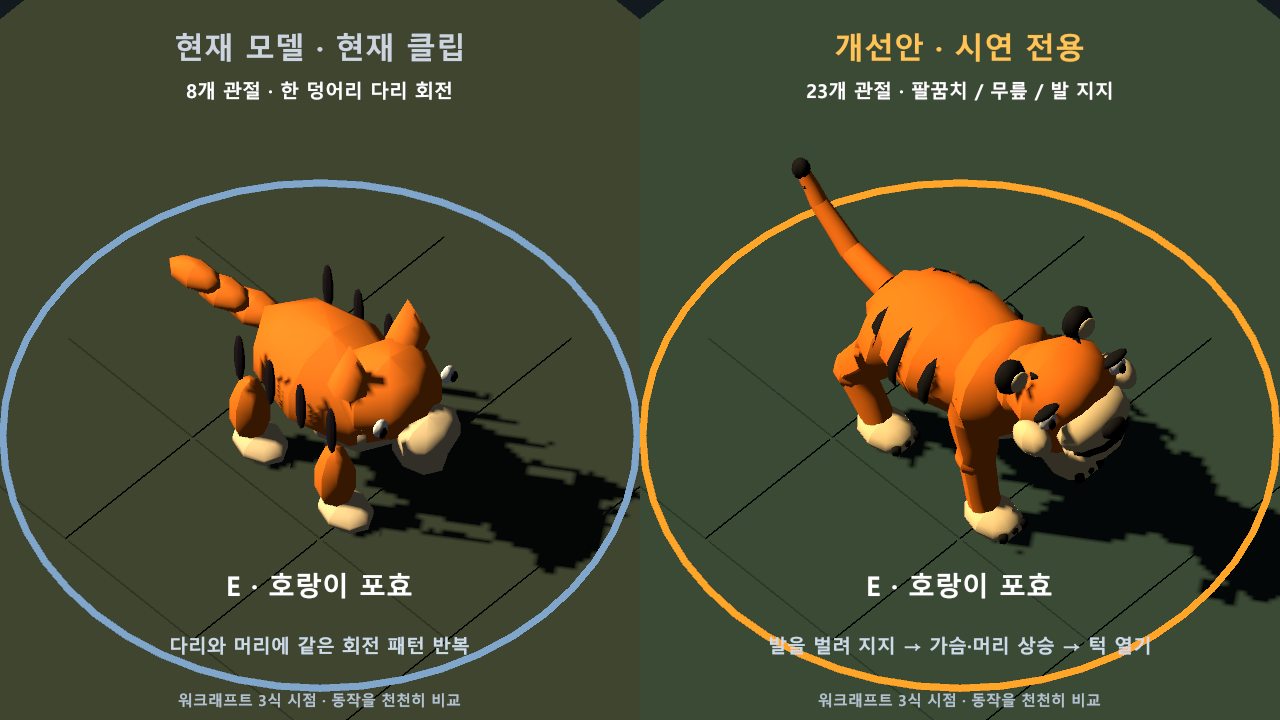 현재 모델 · 현재 클립
8개 관절 · 한 덩어리 다리 회전
E · 호랑이 포효
다리와 머리에 같은 회전 패턴 반복
워크래프트 3식 시점 · 동작을 천천히 비교
개선안 · 시연 전용
23개 관절 · 팔꿈치 / 무릎 / 발 지지
E · 호랑이 포효
발을 벌려 지지 → 가슴·머리 상승 → 턱 열기
워크래프트 3식 시점 · 동작을 천천히 비교